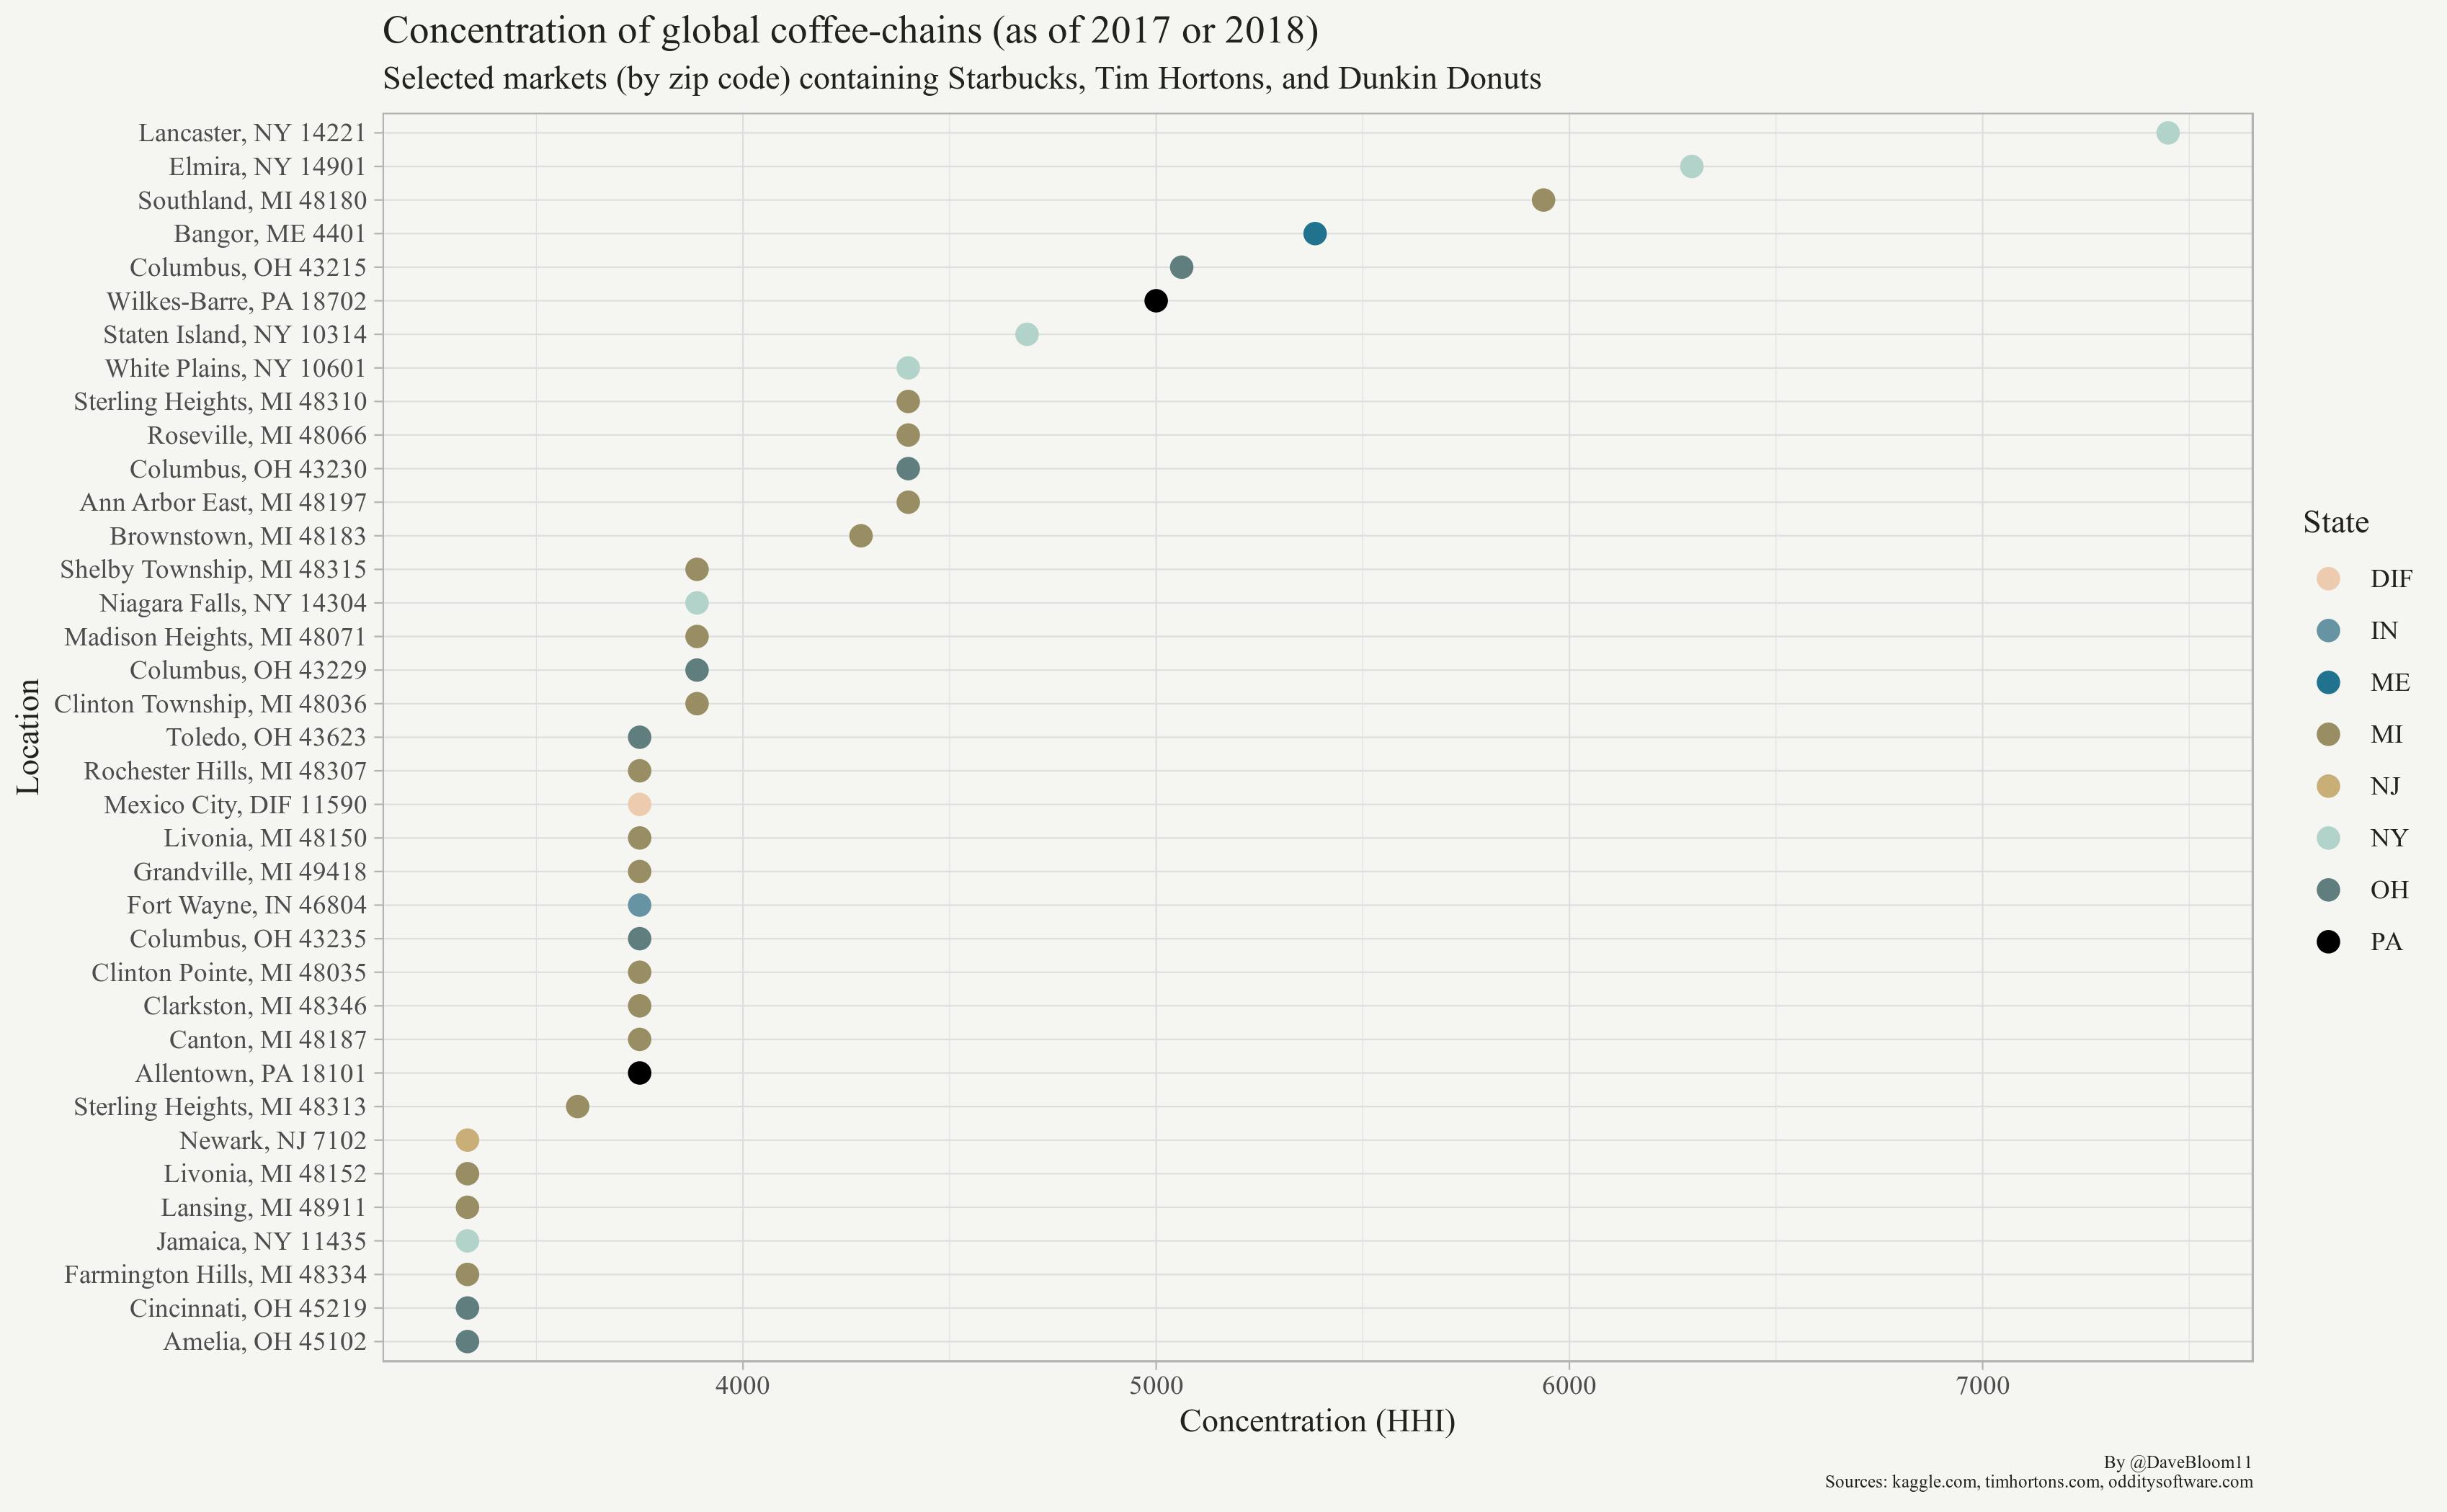 Concentration of global coffee-chains (as of 2017 or 2018)
Selected markets (by zip code) containing Starbucks, Tim Hortons, and Dunkin Donuts
Location
Lancaster, NY 14221
Elmira, NY 14901
Southland, MI 48180
Bangor, ME 4401
Columbus, OH 43215
Wilkes-Barre, PA 18702
Staten Island, NY 10314
White Plains, NY 10601
Sterling Heights, MI 48310
Roseville, MI 48066
Columbus, OH 43230
Ann Arbor East, MI 48197
Brownstown, MI 48183
Shelby Township, MI 48315
Niagara Falls, NY 14304
Madison Heights, MI 48071
Columbus, OH 43229
Clinton Township, MI 48036
Toledo, OH 43623
Rochester Hills, MI 48307
Mexico City, DIF 11590
Livonia, MI 48150
Grandville, MI 49418
Fort Wayne, IN 46804
Columbus, OH 43235
Clinton Pointe, MI 48035
Clarkston, MI 48346
Canton, MI 48187
Allentown, PA 18101
Sterling Heights, MI 48313
Newark, NJ 7102
Livonia, MI 48152
Lansing, MI 48911
Jamaica, NY 11435
Farmington Hills, MI 48334
Cincinnati, OH 45219
Amelia, OH 45102
4000 5000 6000 7000
Concentration (HHI)
State
DIF
IN
ME
MI
NJ
NY
OH
PA
By @DaveBloom11
Sources: kaggle.com, timhortons.com, odditysoftware.com